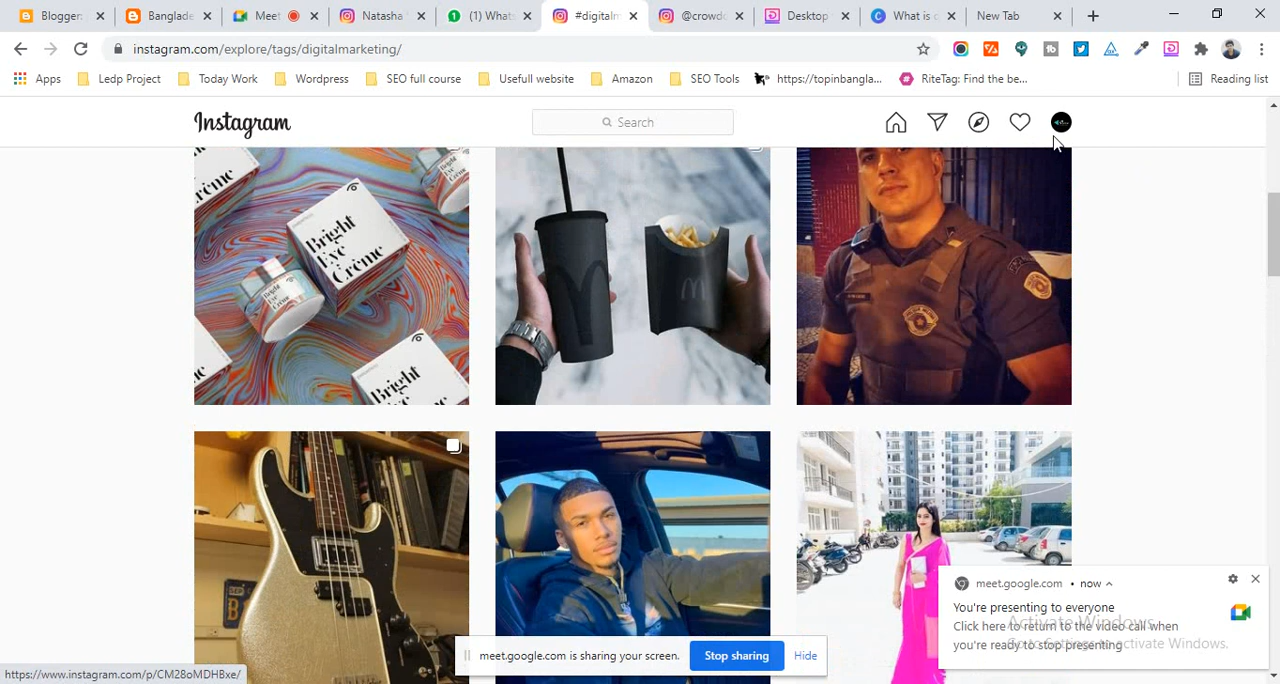 Blogger:
Banglade
Meet
Natasha
(1) Whats
#digitalm
@crowdc
Desktop
What is c
New Tab
instagram.com/explore/tags/digitalmarketing/
Apps
Ledp Project
Today Work
Wordpress
SEO full course
Usefull website
Amazon
SEO Tools
https://topinbangla...
RiteTag: Find the be...
Reading list
Instagram
Search
Bright
Eye
Crème
Bright
meet.google.com • now
You're presenting to everyone
Click here to return to the video call when
you're ready to stop presenting
Activate Windows
Go to Settings to activate Windows.
meet.google.com is sharing your screen.
Stop sharing
Hide
https://www.instagram.com/p/CM28oMDHBxe/